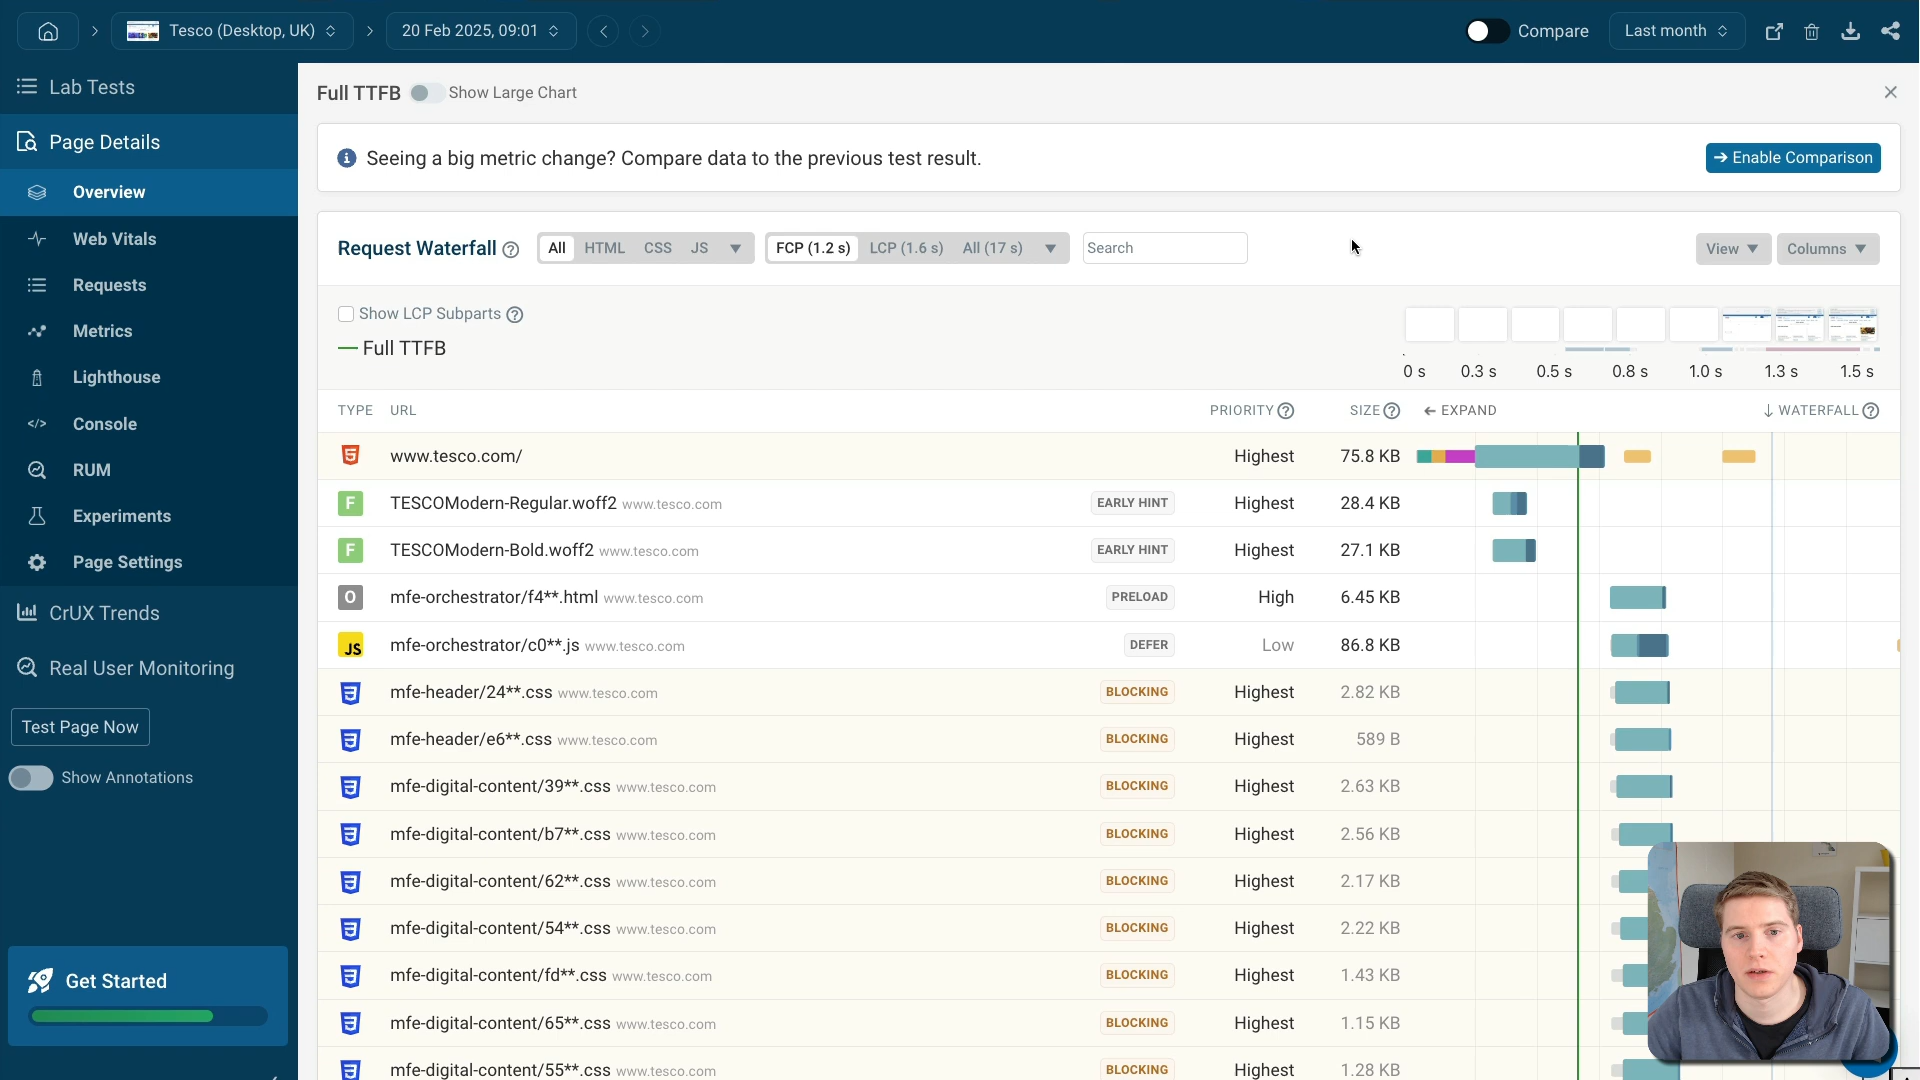 Tesco (Desktop, UK)
20 Feb 2025, 09:01
Compare
Last month
Lab Tests
Page Details
Overview
Web Vitals
Requests
Metrics
Lighthouse
Console
RUM
Experiments
Page Settings
CrUX Trends
Real User Monitoring
Test Page Now
Show Annotations
Get Started
Full TTFB
Show Large Chart
Seeing a big metric change? Compare data to the previous test result.
→ Enable Comparison
Request Waterfall
All HTML CSS JS
FCP (1.2 s) LCP (1.6 s) All (17 s)
Search
View
Columns
Show LCP Subparts
Full TTFB
0 s 0.3 s 0.5 s 0.8 s 1.0 s 1.3 s 1.5 s
TYPE URL PRIORITY SIZE ← EXPAND ↓ WATERFALL
www.tesco.com/ Highest 75.8 KB
F TESCOModern-Regular.woff2 www.tesco.com EARLY HINT Highest 28.4 KB
F TESCOModern-Bold.woff2 www.tesco.com EARLY HINT Highest 27.1 KB
O mfe-orchestrator/f4**.html www.tesco.com PRELOAD High 6.45 KB
JS mfe-orchestrator/c0**.js www.tesco.com DEFER Low 86.8 KB
mfe-header/24**.css www.tesco.com BLOCKING Highest 2.82 KB
mfe-header/e6**.css www.tesco.com BLOCKING Highest 589 B
mfe-digital-content/39**.css www.tesco.com BLOCKING Highest 2.63 KB
mfe-digital-content/b7**.css www.tesco.com BLOCKING Highest 2.56 KB
mfe-digital-content/62**.css www.tesco.com BLOCKING Highest 2.17 KB
mfe-digital-content/54**.css www.tesco.com BLOCKING Highest 2.22 KB
mfe-digital-content/fd**.css www.tesco.com BLOCKING Highest 1.43 KB
mfe-digital-content/65**.css www.tesco.com BLOCKING Highest 1.15 KB
mfe-digital-content/55**.css www.tesco.com BLOCKING Highest 1.28 KB